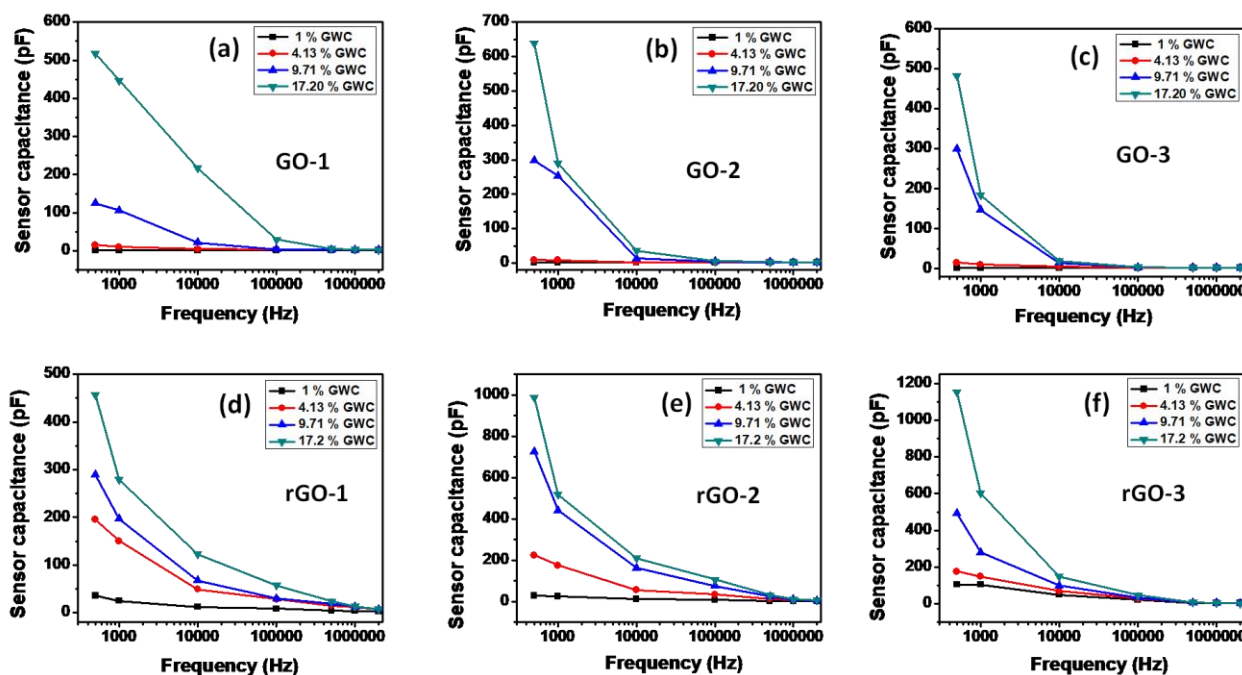 600
500
400
300
200
100
0
Sensor capacitance (pF)
(a)
1 % GWC
4.13 % GWC
9.71 % GWC
17.20 % GWC
GO-1
1000 10000 100000 1000000
Frequency (Hz)
700
600
500
400
300
200
100
0
Sensor capacitance (pF)
(b)
1 % GWC
4.13 % GWC
9.71 % GWC
17.20 % GWC
GO-2
1000 10000 100000 1000000
Frequency (Hz)
600
500
400
300
200
100
0
Sensor capacitance (pF)
(c)
1 % GWC
4.13 % GWC
9.71 % GWC
17.20 % GWC
GO-3
1000 10000 100000 1000000
Frequency (Hz)
500
400
300
200
100
0
Sensor capacitance (pF)
(d)
1 % GWC
4.13 % GWC
9.71 % GWC
17.2 % GWC
rGO-1
1000 10000 100000 1000000
Frequency (Hz)
1000
800
600
400
200
0
Sensor capacitance (pF)
(e)
1 % GWC
4.13 % GWC
9.71 % GWC
17.2 % GWC
rGO-2
1000 10000 100000 1000000
Frequency (Hz)
1200
1000
800
600
400
200
0
Sensor capacitance (pF)
(f)
1 % GWC
4.13 % GWC
9.71 % GWC
17.2 % GWC
rGO-3
1000 10000 100000 1000000
Frequency (Hz)